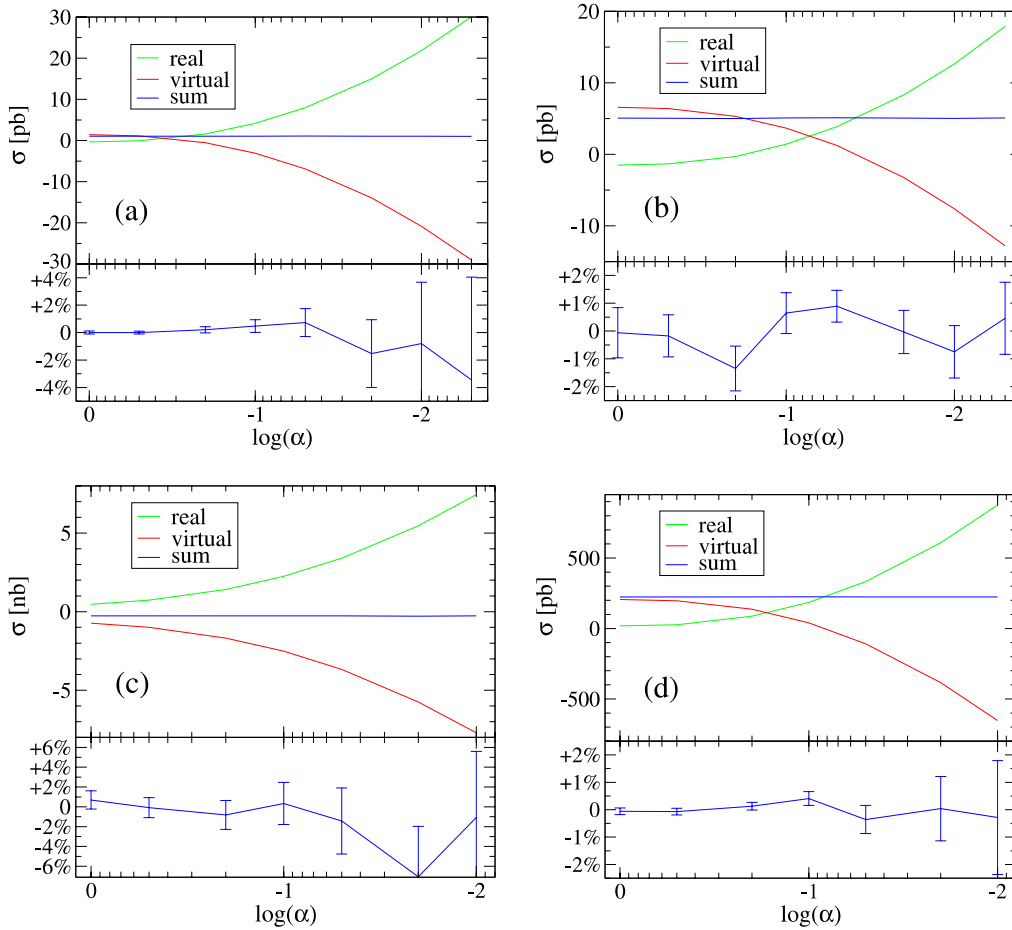 30
20
10
0
-10
-20
-30
σ [pb]
real
virtual
sum
(a)
+4%
+2%
0
-2%
-4%
0
-1
-2
log(α)
20
10
0
-10
σ [pb]
real
virtual
sum
(b)
+2%
+1%
0
-1%
-2%
0
-1
-2
log(α)
5
0
-5
σ [nb]
real
virtual
sum
(c)
+6%
+4%
+2%
0
-2%
-4%
-6%
0
-1
-2
log(α)
500
0
-500
σ [pb]
real
virtual
sum
(d)
+2%
+1%
0
-1%
-2%
0
-1
-2
log(α)